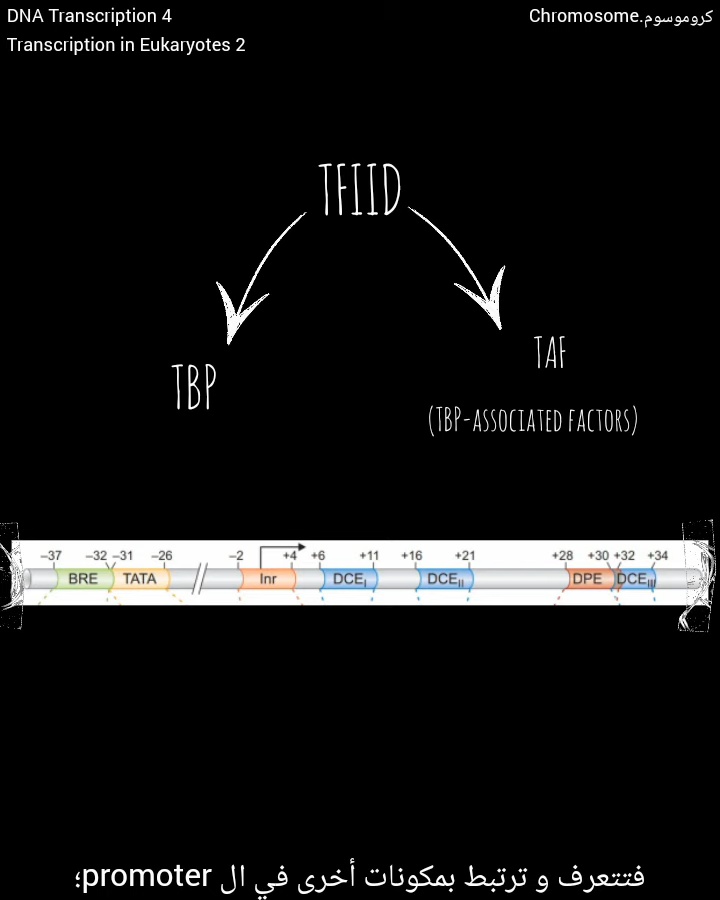 DNA Transcription 4
Chromosome.كروموسوم
Transcription in Eukaryotes 2
TFIID
TBP
TAF
(TBP-ASSOCIATED FACTORS)
–37 –32 –31 –26 –2 +4 +6 +11 +16 +21 +28 +30 +32 +34
BRE TATA Inr DCEI DCEII DPE DCEIII
فتتعرف و ترتبط بمكونات أخرى في ال promoter؛